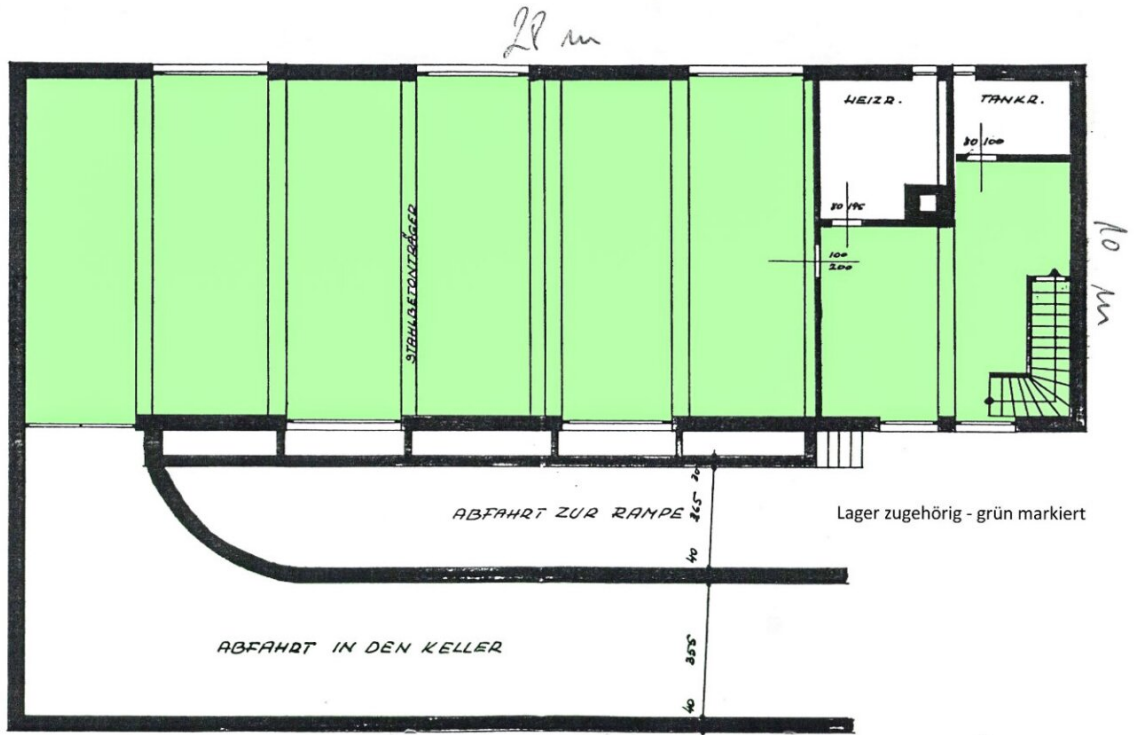 28 m
HEIZR.
TANKR.
80 100
80 195
10 m
100
200
STAHLBETONTRÄGER
ABFAHRT ZUR RAMPE
40 365 20
Lager zugehörig - grün markiert
ABFAHRT IN DEN KELLER
40 355